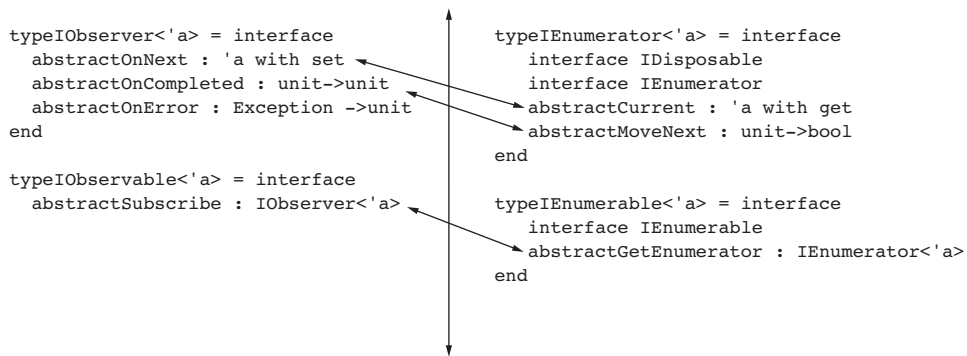 typeIObserver<'a> = interface
abstractOnNext : 'a with set
abstractOnCompleted : unit->unit
abstractOnError : Exception ->unit
end
typeIObservable<'a> = interface
abstractSubscribe : IObserver<'a>
typeIEnumerator<'a> = interface
interface IDisposable
interface IEnumerator
abstractCurrent : 'a with get
abstractMoveNext : unit->bool
end
typeIEnumerable<'a> = interface
interface IEnumerable
abstractGetEnumerator : IEnumerator<'a>
end